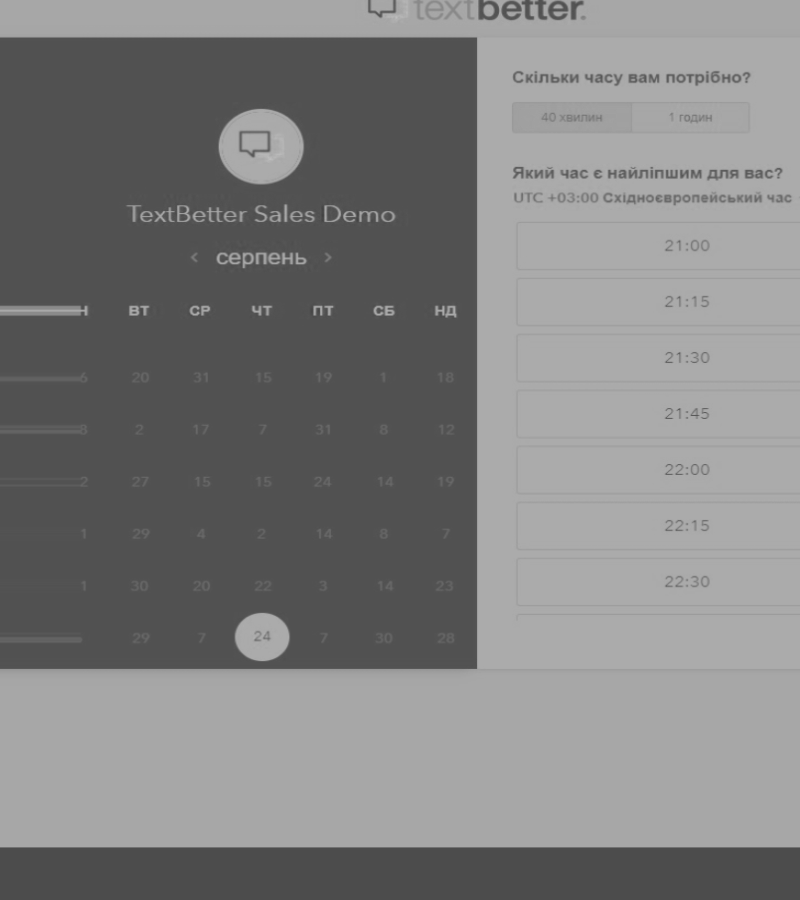 textbetter.
TextBetter Sales Demo
‹ серпень ›
ВТ СР ЧТ ПТ СБ НД
6 20 31 15 19 1 18
8 2 17 7 31 8 12
2 27 15 15 24 14 19
1 29 4 2 14 8 7
1 30 20 22 3 14 23
29 7 24 7 30 28
Скільки часу вам потрібно?
40 хвилин 1 годин
Який час є найліпшим для вас?
UTC +03:00 Східноєвропейський час
21:00
21:15
21:30
21:45
22:00
22:15
22:30